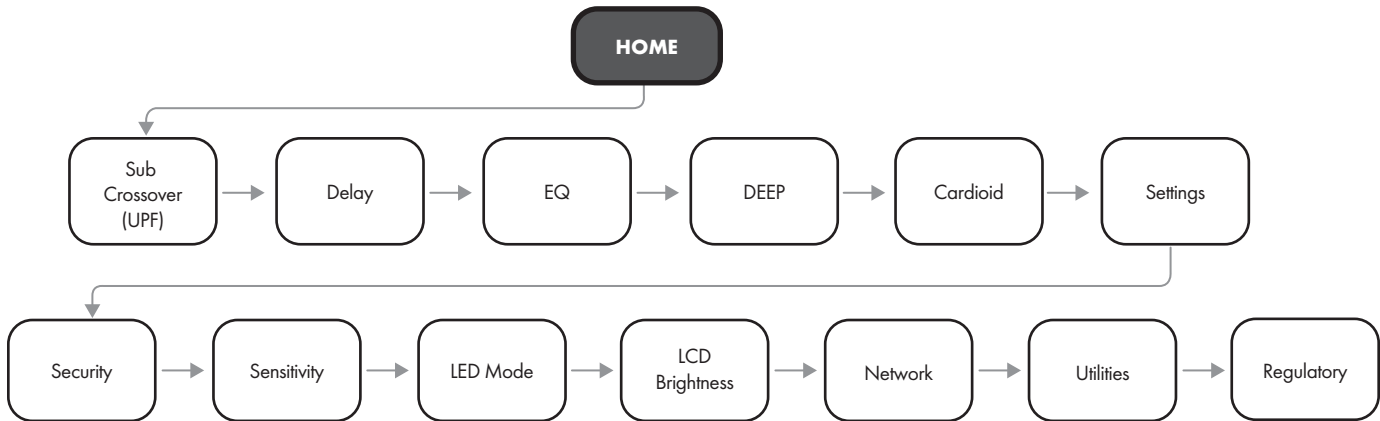 HOME
Sub
Crossover
(UPF)
Delay
EQ
DEEP
Cardioid
Settings
Security
Sensitivity
LED Mode
LCD
Brightness
Network
Utilities
Regulatory